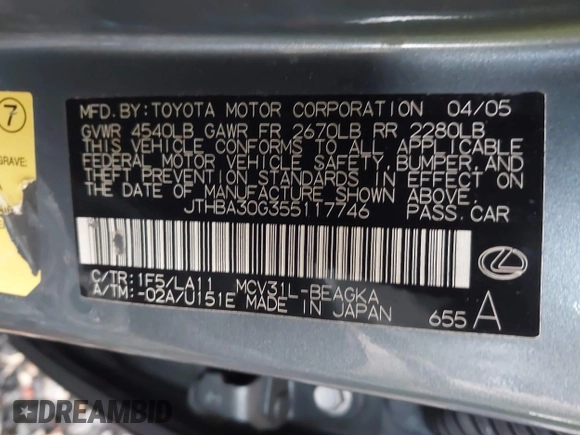 7
GRAVE:
MFD. BY: TOYOTA MOTOR CORPORATION 04/05
GVWR 4540LB GAWR FR 2670LB RR 2280LB
THIS VEHICLE CONFORMS TO ALL APPLICABLE
FEDERAL MOTOR VEHICLE SAFETY, BUMPER, AND
THEFT PREVENTION STANDARDS IN EFFECT ON
THE DATE OF MANUFACTURE SHOWN ABOVE.
JTHBA30G355117746 PASS. CAR
C/TR: 1F5/LA11 MCV31L-BEAGKA
A/TM: -02A/U151E MADE IN JAPAN
655 A
DREAMBID